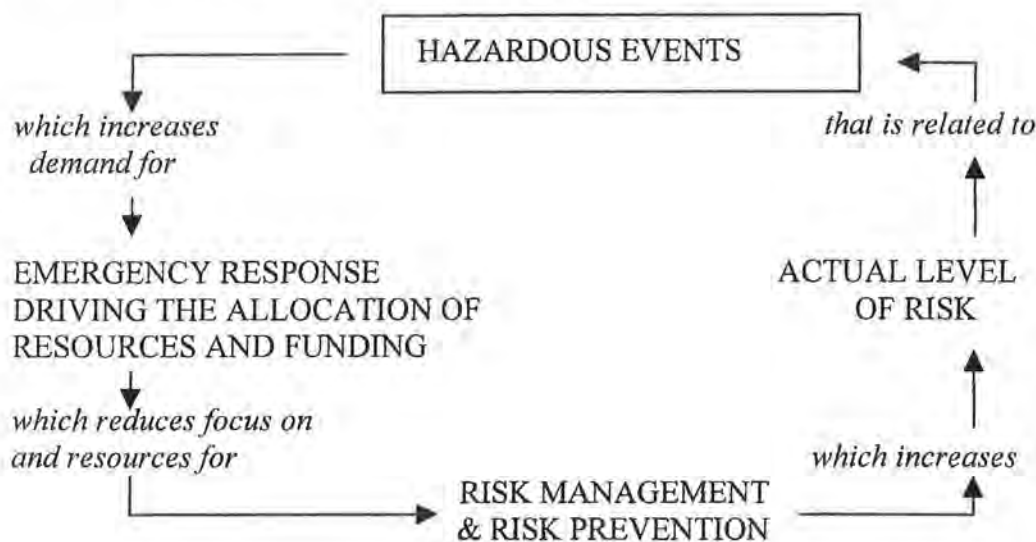 HAZARDOUS EVENTS
which increases
demand for
EMERGENCY RESPONSE
DRIVING THE ALLOCATION OF
RESOURCES AND FUNDING
which reduces focus on
and resources for
RISK MANAGEMENT
& RISK PREVENTION
which increases
ACTUAL LEVEL
OF RISK
that is related to